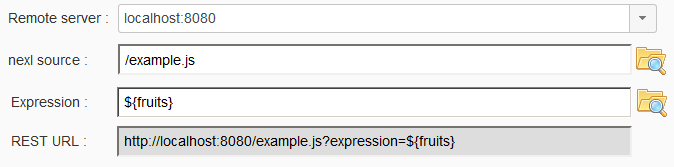 Remote server : localhost:8080
nexl source : /example.js
Expression : ${fruits}
REST URL : http://localhost:8080/example.js?expression=${fruits}